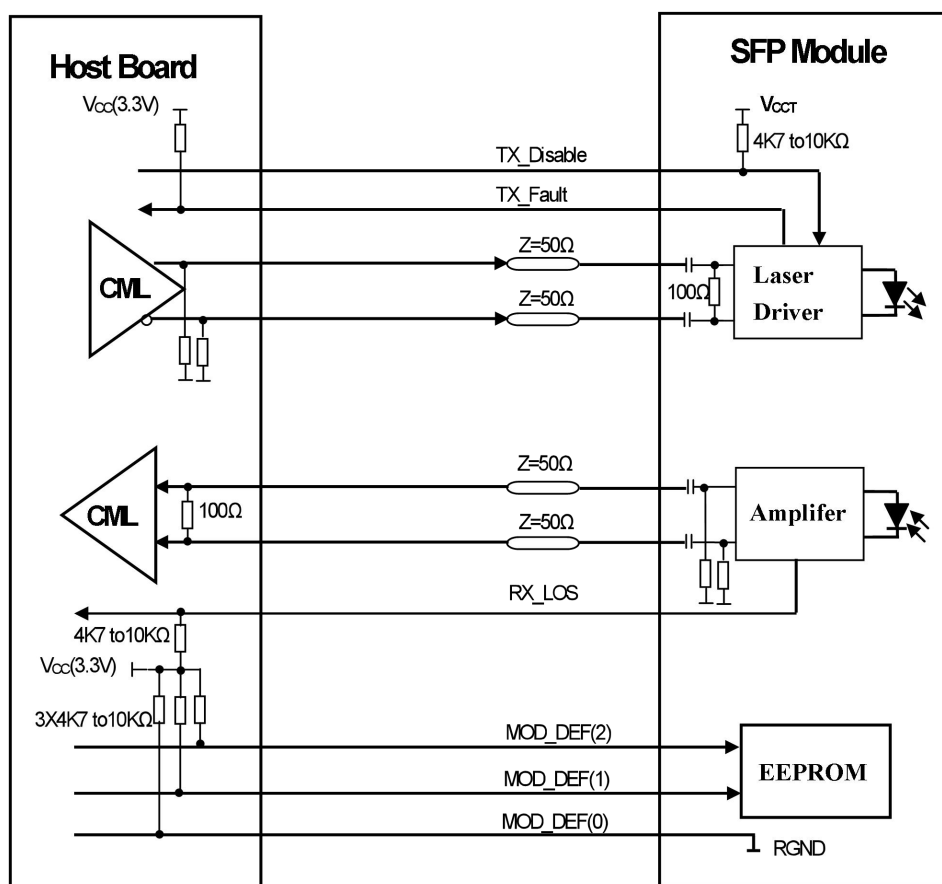 Host Board
SFP Module
VCC(3.3V)
VCCT
4K7 to10KΩ
TX_Disable
TX_Fault
CML
Z=50Ω
Z=50Ω
100Ω
Laser
Driver
CML
100Ω
Z=50Ω
Z=50Ω
Amplifer
RX_LOS
4K7 to10KΩ
VCC(3.3V)
3X4K7 to10KΩ
MOD_DEF(2)
MOD_DEF(1)
MOD_DEF(0)
EEPROM
RGND